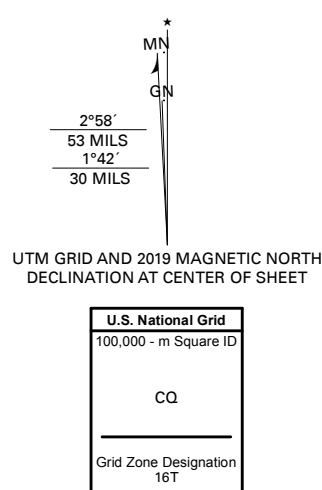 MN
GN
2°58´
53 MILS
1°42´
30 MILS
UTM GRID AND 2019 MAGNETIC NORTH
DECLINATION AT CENTER OF SHEET
U.S. National Grid
100,000 - m Square ID
CQ
Grid Zone Designation
16T